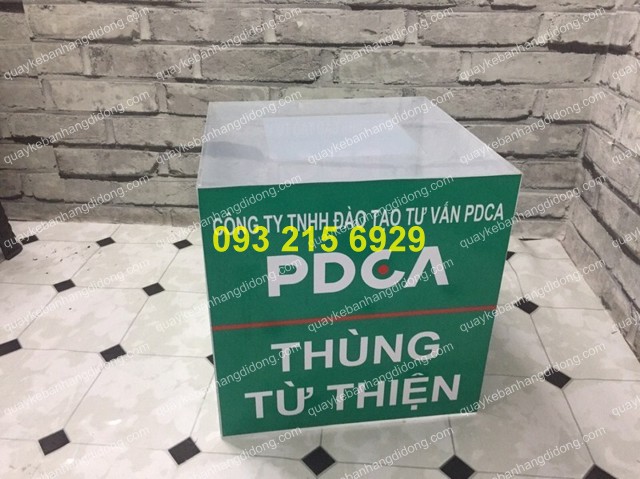 CÔNG TY TNHH ĐÀO TẠO TƯ VẤN PDCA
093 215 6929
PDCA
THÙNG
TỪ THIỆN
quaykebanhangdidong.com